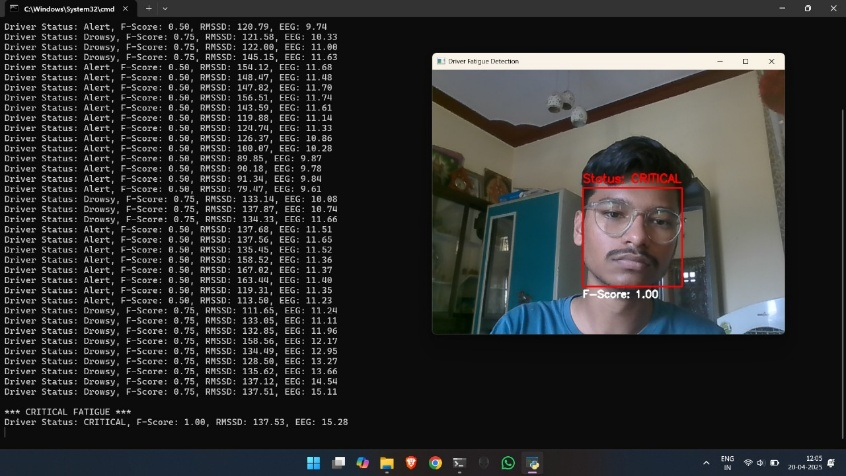 C:\Windows\System32\cmd
Driver Status: Alert, F-Score: 0.50, RMSSD: 120.79, EEG: 9.74
Driver Status: Drowsy, F-Score: 0.75, RMSSD: 121.58, EEG: 10.33
Driver Status: Drowsy, F-Score: 0.75, RMSSD: 122.00, EEG: 11.00
Driver Status: Drowsy, F-Score: 0.75, RMSSD: 145.15, EEG: 11.63
Driver Status: Alert, F-Score: 0.50, RMSSD: 154.12, EEG: 11.68
Driver Status: Alert, F-Score: 0.50, RMSSD: 148.47, EEG: 11.48
Driver Status: Alert, F-Score: 0.50, RMSSD: 147.82, EEG: 11.70
Driver Status: Alert, F-Score: 0.50, RMSSD: 156.51, EEG: 11.74
Driver Status: Alert, F-Score: 0.50, RMSSD: 143.59, EEG: 11.61
Driver Status: Alert, F-Score: 0.50, RMSSD: 119.88, EEG: 11.14
Driver Status: Alert, F-Score: 0.50, RMSSD: 124.74, EEG: 11.33
Driver Status: Alert, F-Score: 0.50, RMSSD: 126.37, EEG: 10.86
Driver Status: Alert, F-Score: 0.50, RMSSD: 100.07, EEG: 10.28
Driver Status: Alert, F-Score: 0.50, RMSSD: 89.85, EEG: 9.87
Driver Status: Alert, F-Score: 0.50, RMSSD: 90.18, EEG: 9.78
Driver Status: Alert, F-Score: 0.50, RMSSD: 91.34, EEG: 9.84
Driver Status: Alert, F-Score: 0.50, RMSSD: 79.47, EEG: 9.61
Driver Status: Drowsy, F-Score: 0.75, RMSSD: 133.14, EEG: 10.08
Driver Status: Drowsy, F-Score: 0.75, RMSSD: 137.87, EEG: 10.74
Driver Status: Drowsy, F-Score: 0.75, RMSSD: 134.33, EEG: 11.66
Driver Status: Alert, F-Score: 0.50, RMSSD: 137.68, EEG: 11.51
Driver Status: Alert, F-Score: 0.50, RMSSD: 137.56, EEG: 11.65
Driver Status: Alert, F-Score: 0.50, RMSSD: 135.45, EEG: 11.52
Driver Status: Alert, F-Score: 0.50, RMSSD: 158.52, EEG: 11.36
Driver Status: Alert, F-Score: 0.50, RMSSD: 167.02, EEG: 11.37
Driver Status: Alert, F-Score: 0.50, RMSSD: 163.44, EEG: 11.40
Driver Status: Alert, F-Score: 0.50, RMSSD: 119.31, EEG: 11.35
Driver Status: Alert, F-Score: 0.50, RMSSD: 113.50, EEG: 11.23
Driver Status: Drowsy, F-Score: 0.75, RMSSD: 111.65, EEG: 11.24
Driver Status: Drowsy, F-Score: 0.75, RMSSD: 133.05, EEG: 11.11
Driver Status: Drowsy, F-Score: 0.75, RMSSD: 132.05, EEG: 11.96
Driver Status: Drowsy, F-Score: 0.75, RMSSD: 158.56, EEG: 12.17
Driver Status: Drowsy, F-Score: 0.75, RMSSD: 134.49, EEG: 12.95
Driver Status: Drowsy, F-Score: 0.75, RMSSD: 128.50, EEG: 13.27
Driver Status: Drowsy, F-Score: 0.75, RMSSD: 135.62, EEG: 13.66
Driver Status: Drowsy, F-Score: 0.75, RMSSD: 137.12, EEG: 14.54
Driver Status: Drowsy, F-Score: 0.75, RMSSD: 137.51, EEG: 15.11
*** CRITICAL FATIGUE ***
Driver Status: CRITICAL, F-Score: 1.00, RMSSD: 137.53, EEG: 15.28
Driver Fatigue Detection
Status: CRITICAL
F-Score: 1.00
ENG
IN
12:05
20-04-2025